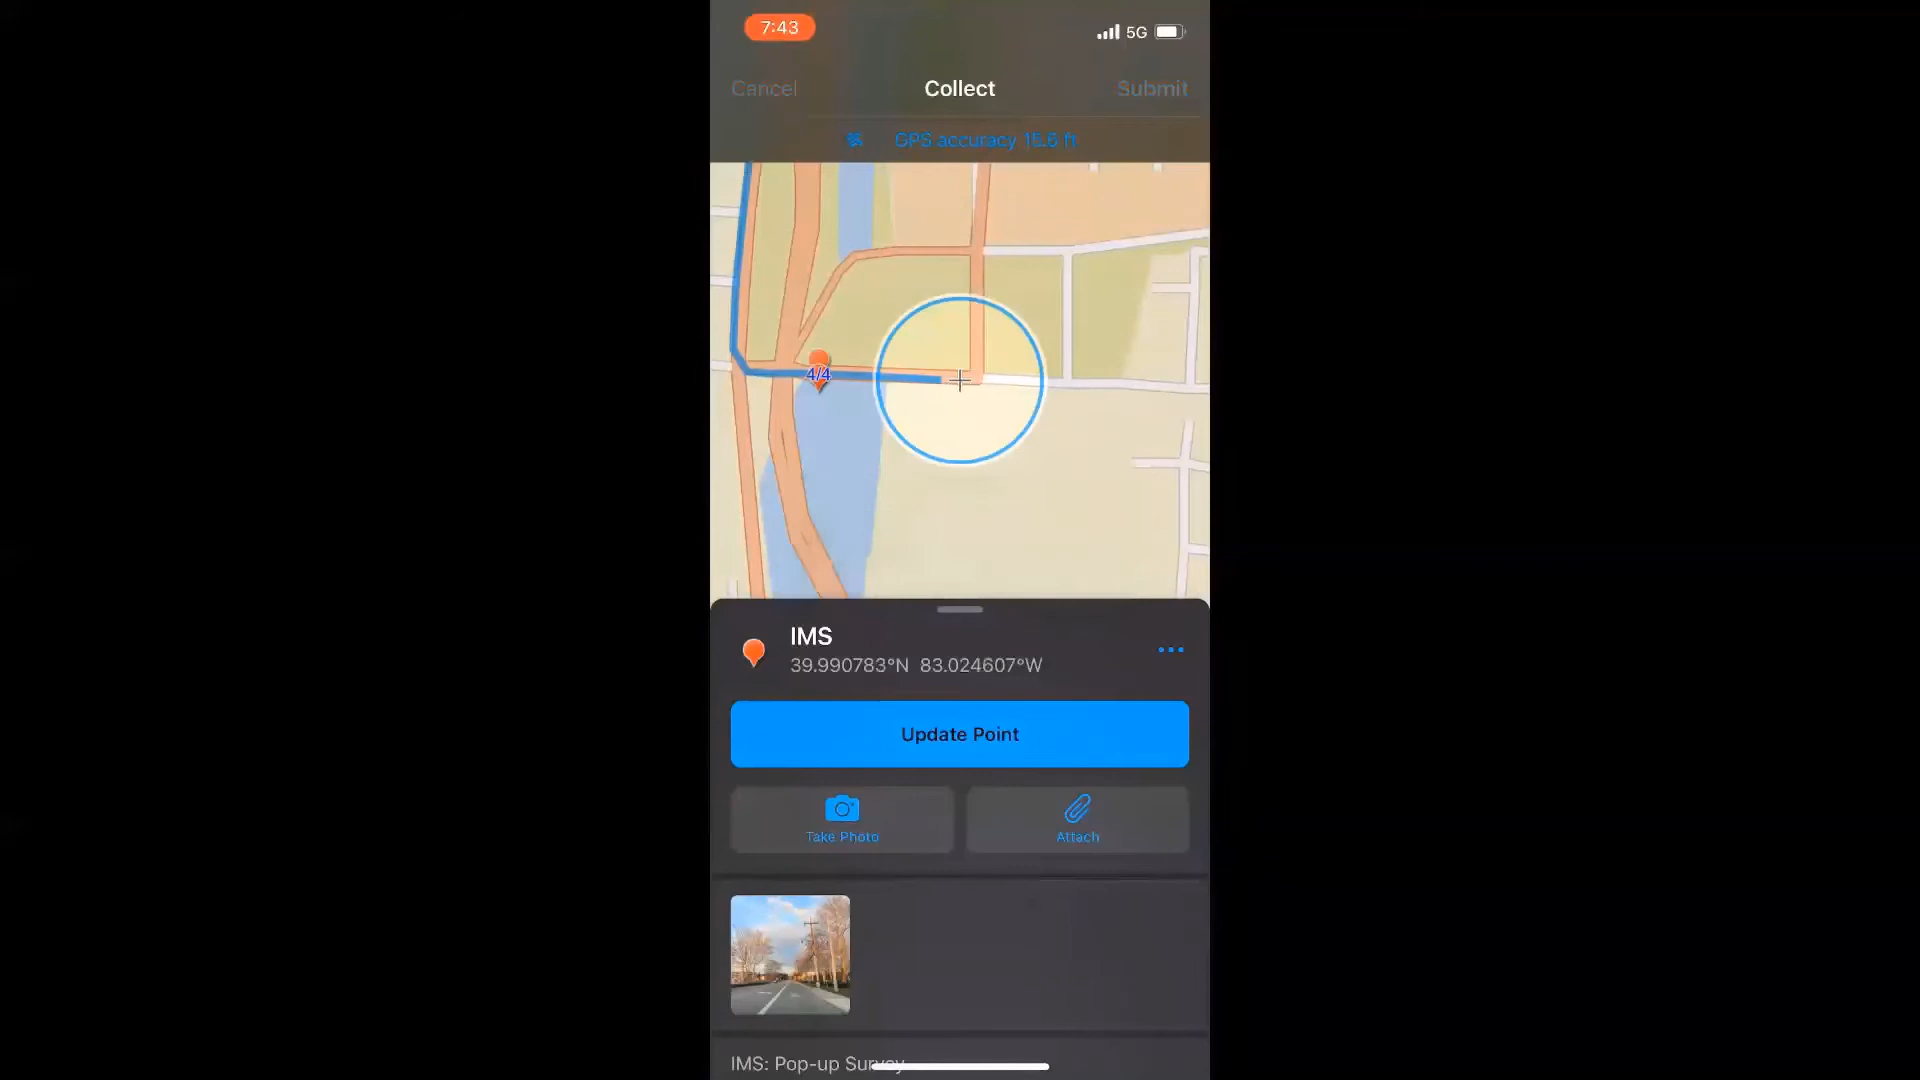 7:43
5G
Cancel
Collect
Submit
GPS accuracy 15.6 ft
4/4
IMS
39.990783°N 83.024607°W
Update Point
Take Photo
Attach
IMS: Pop-up Survey